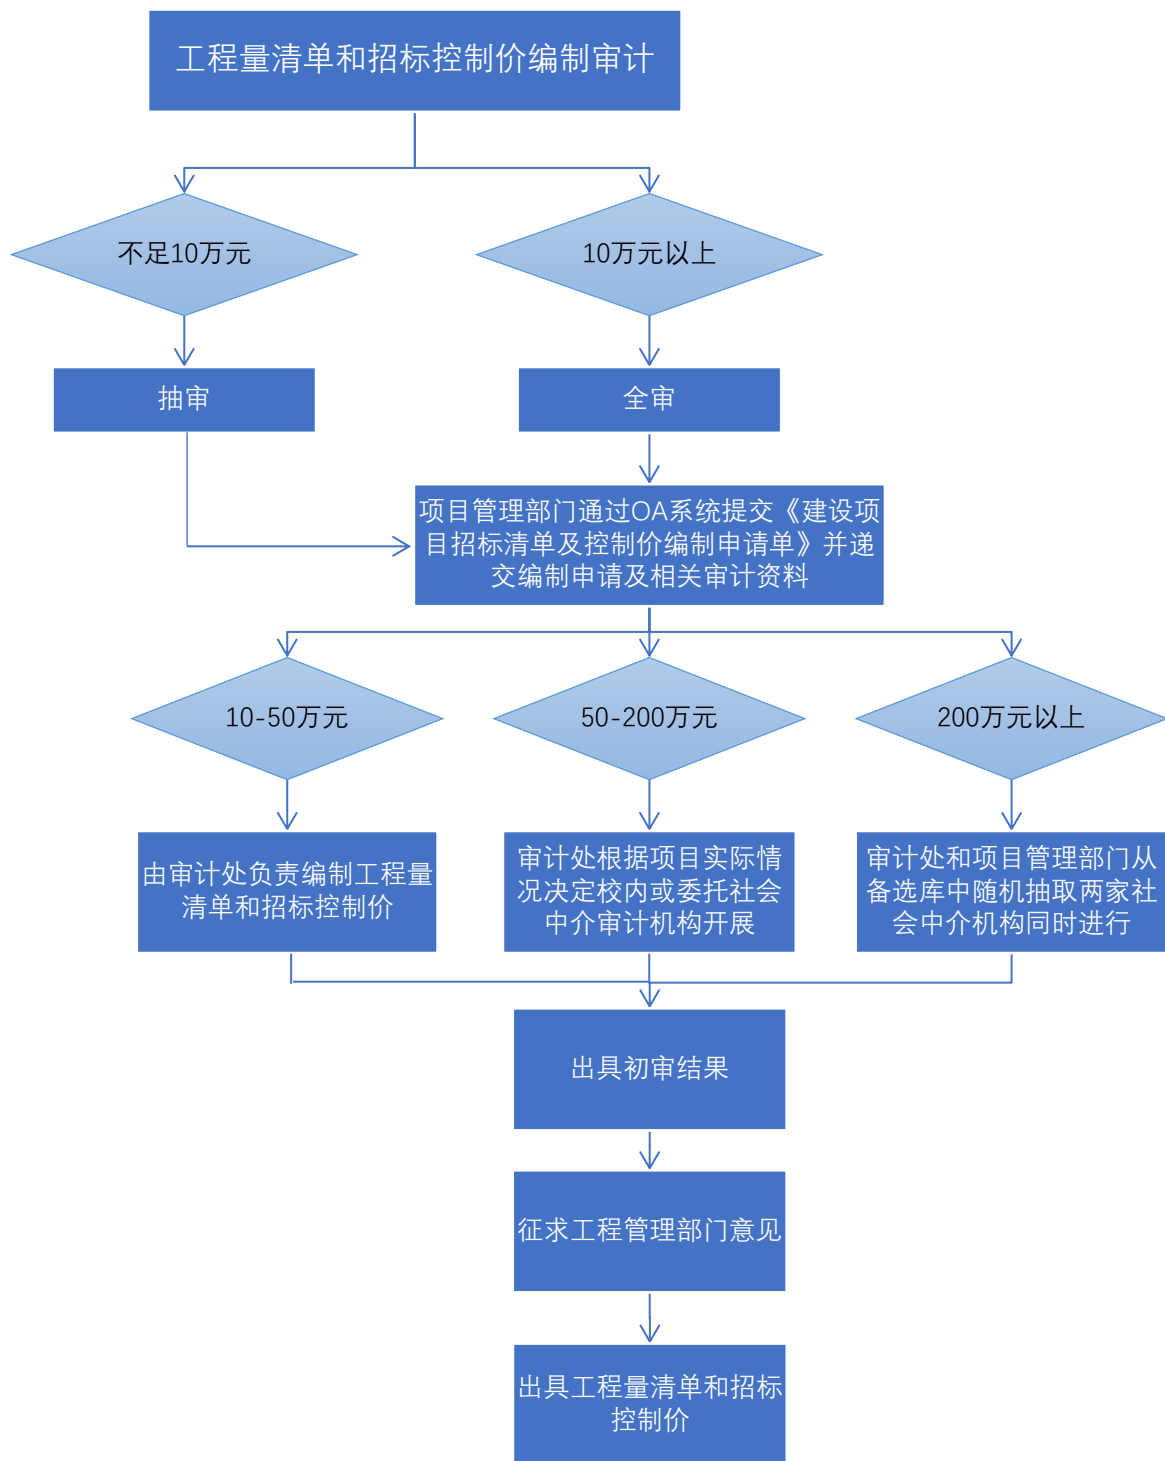 工程量清单和招标控制价编制审计
不足10万元
10万元以上
抽审
全审
项目管理部门通过OA系统提交《建设项
目招标清单及控制价编制申请单》并递
交编制申请及相关审计资料
10-50万元
50-200万元
200万元以上
由审计处负责编制工程量
清单和招标控制价
审计处根据项目实际情
况决定校内或委托社会
中介审计机构开展
审计处和项目管理部门从
备选库中随机抽取两家社
会中介机构同时进行
出具初审结果
征求工程管理部门意见
出具工程量清单和招标
控制价